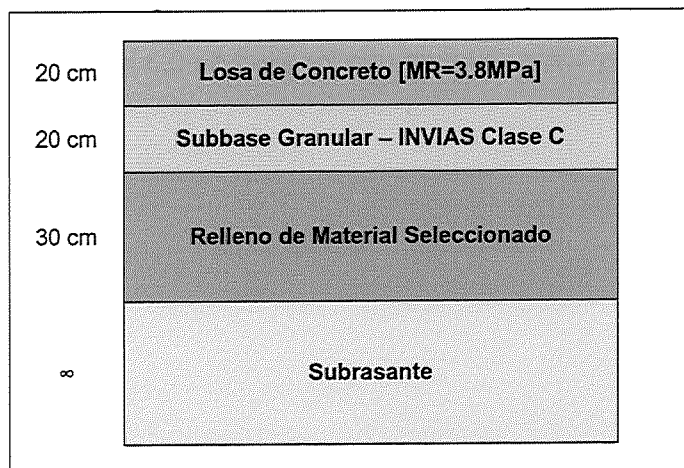 20 cm Losa de Concreto [MR=3.8MPa]
20 cm Subbase Granular – INVIAS Clase C
30 cm Relleno de Material Seleccionado
∞ Subrasante